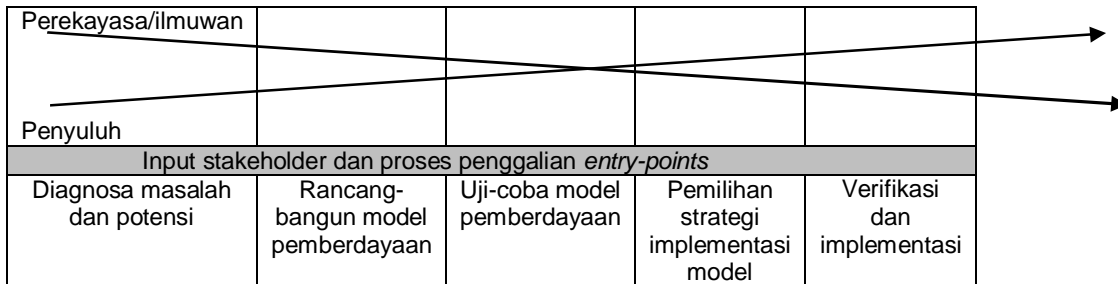 Perekayasa/ilmuwan
Penyuluh
Input stakeholder dan proses penggalian entry-points
Diagnosa masalah
dan potensi
Rancang-
bangun model
pemberdayaan
Uji-coba model
pemberdayaan
Pemilihan
strategi
implementasi
model
Verifikasi
dan
implementasi